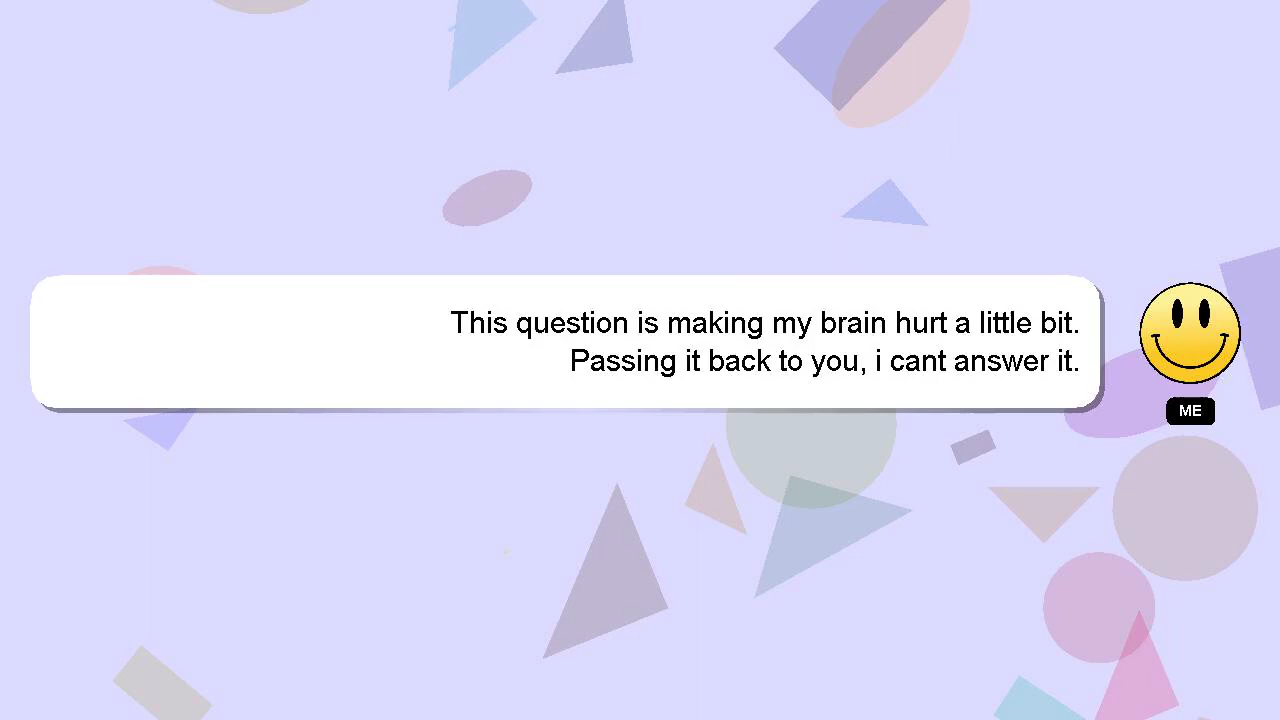 This question is making my brain hurt a little bit.
Passing it back to you, i cant answer it.
ME